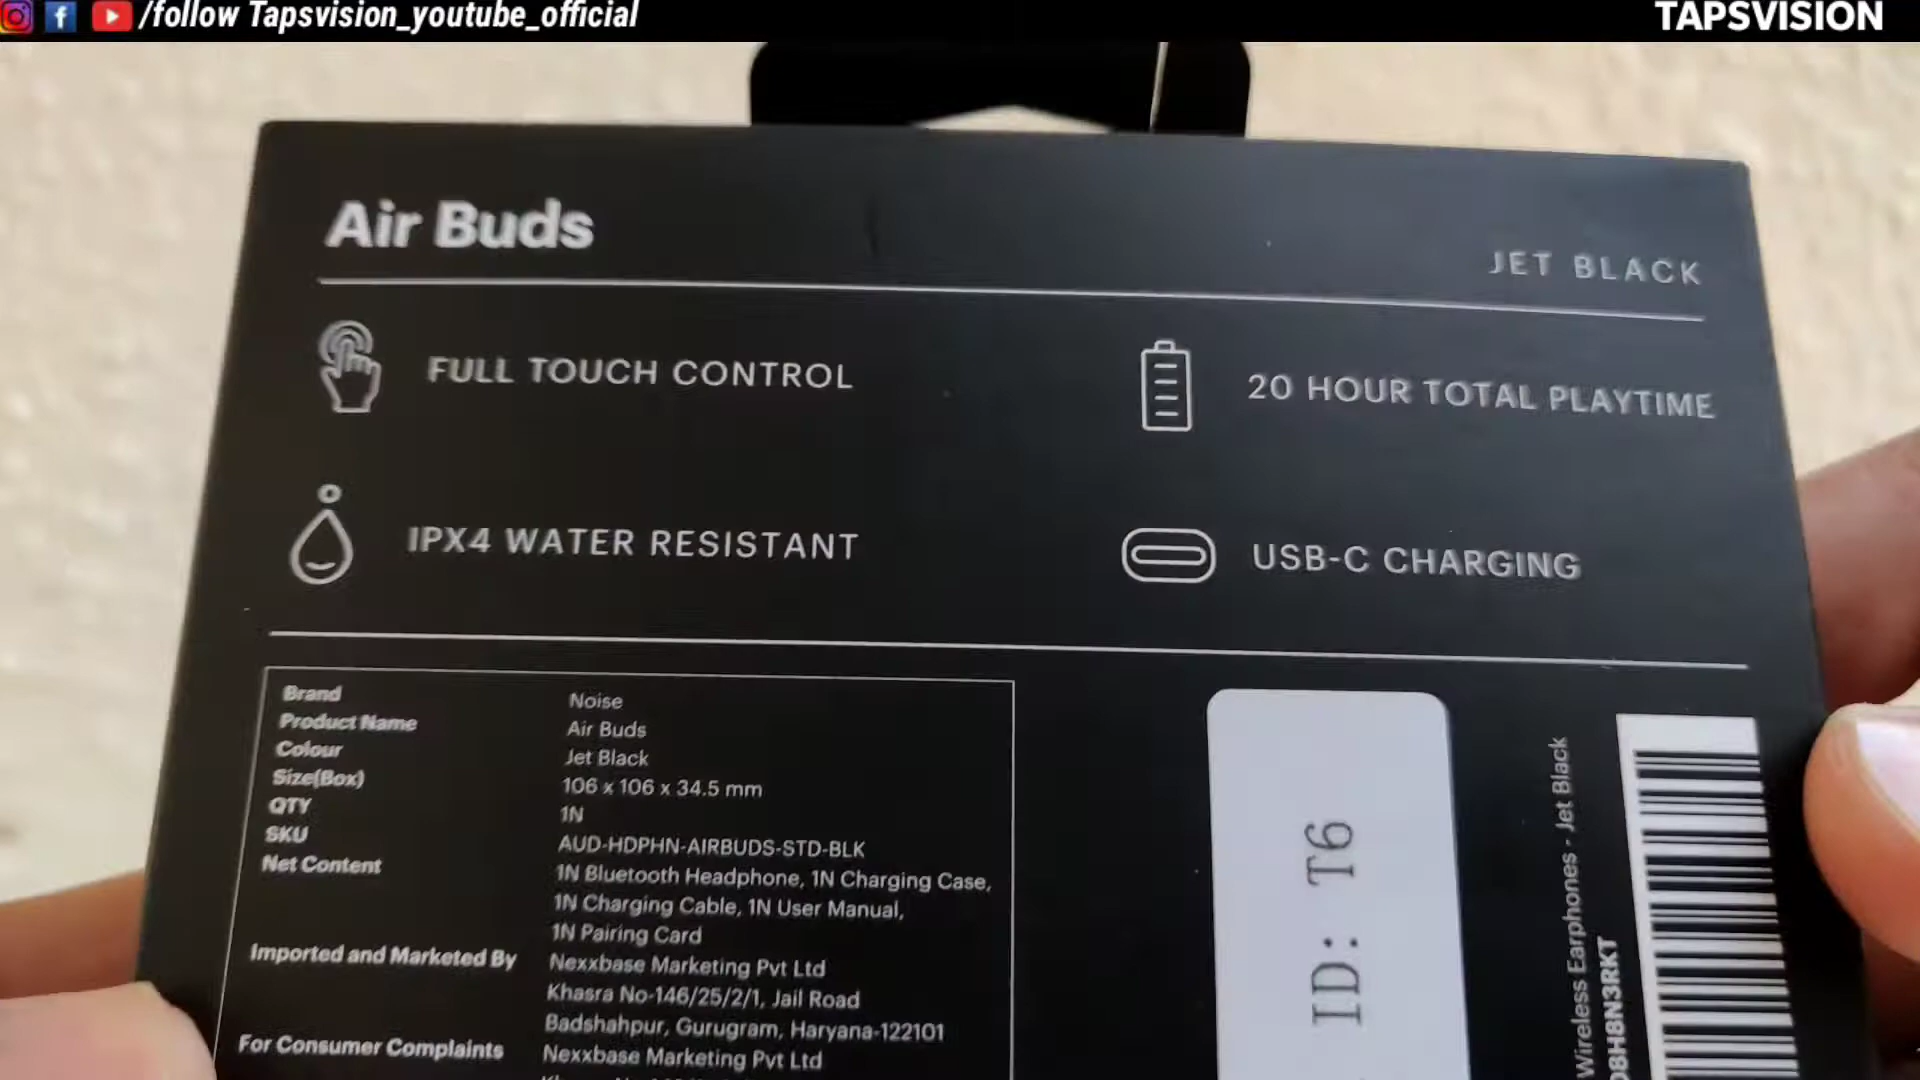 /follow Tapsvision_youtube_official
TAPSVISION
Air Buds
JET BLACK
FULL TOUCH CONTROL
20 HOUR TOTAL PLAYTIME
IPX4 WATER RESISTANT
USB-C CHARGING
Brand Noise
Product Name Air Buds
Colour Jet Black
Size(Box) 106 x 106 x 34.5 mm
QTY 1N
SKU AUD-HDPHN-AIRBUDS-STD-BLK
Net Content 1N Bluetooth Headphone, 1N Charging Case,
1N Charging Cable, 1N User Manual,
1N Pairing Card
Imported and Marketed By Nexxbase Marketing Pvt Ltd
Khasra No-146/25/2/1, Jail Road
Badshahpur, Gurugram, Haryana-122101
For Consumer Complaints Nexxbase Marketing Pvt Ltd
ID: T6
Wireless Earphones - Jet Black
08H8N3RKT